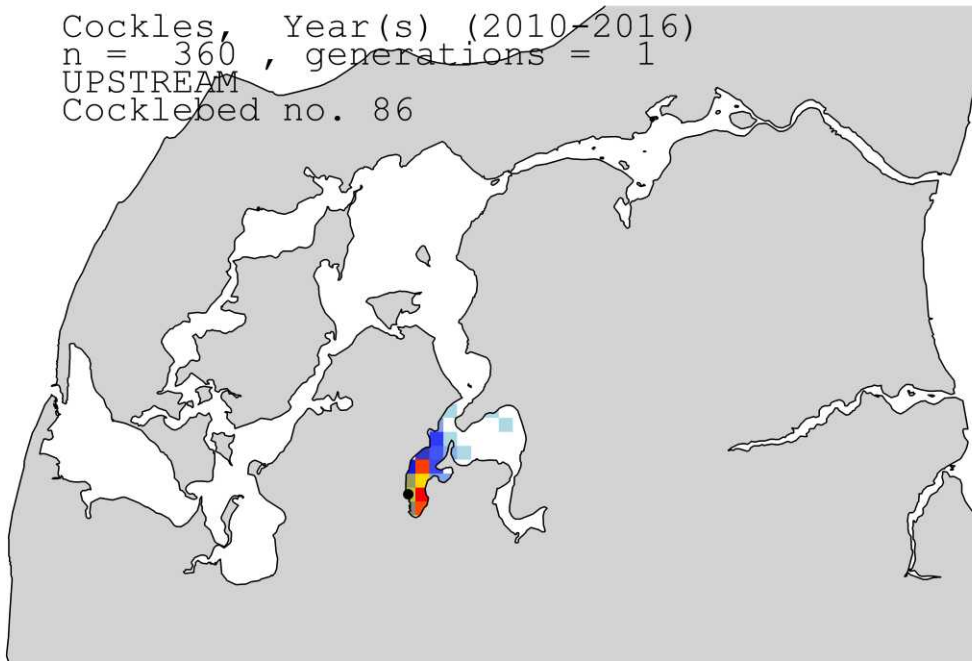 Cockles, Year(s) (2010-2016)
n = 360 , generations = 1
UPSTREAM
Cocklebed no. 86